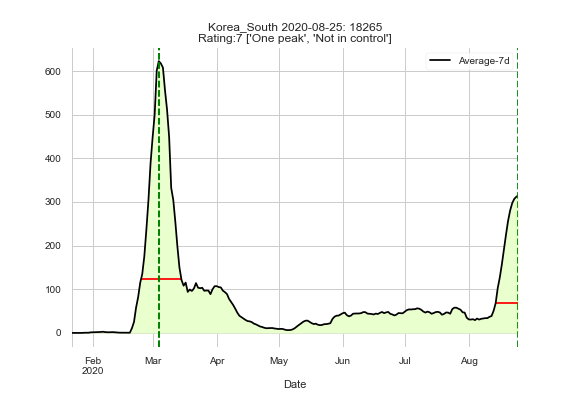 Korea_South 2020-08-25: 18265
Rating:7 ['One peak', 'Not in control']
Average-7d
600
500
400
300
200
100
0
Feb
2020
Mar
Apr
May
Jun
Jul
Aug
Date